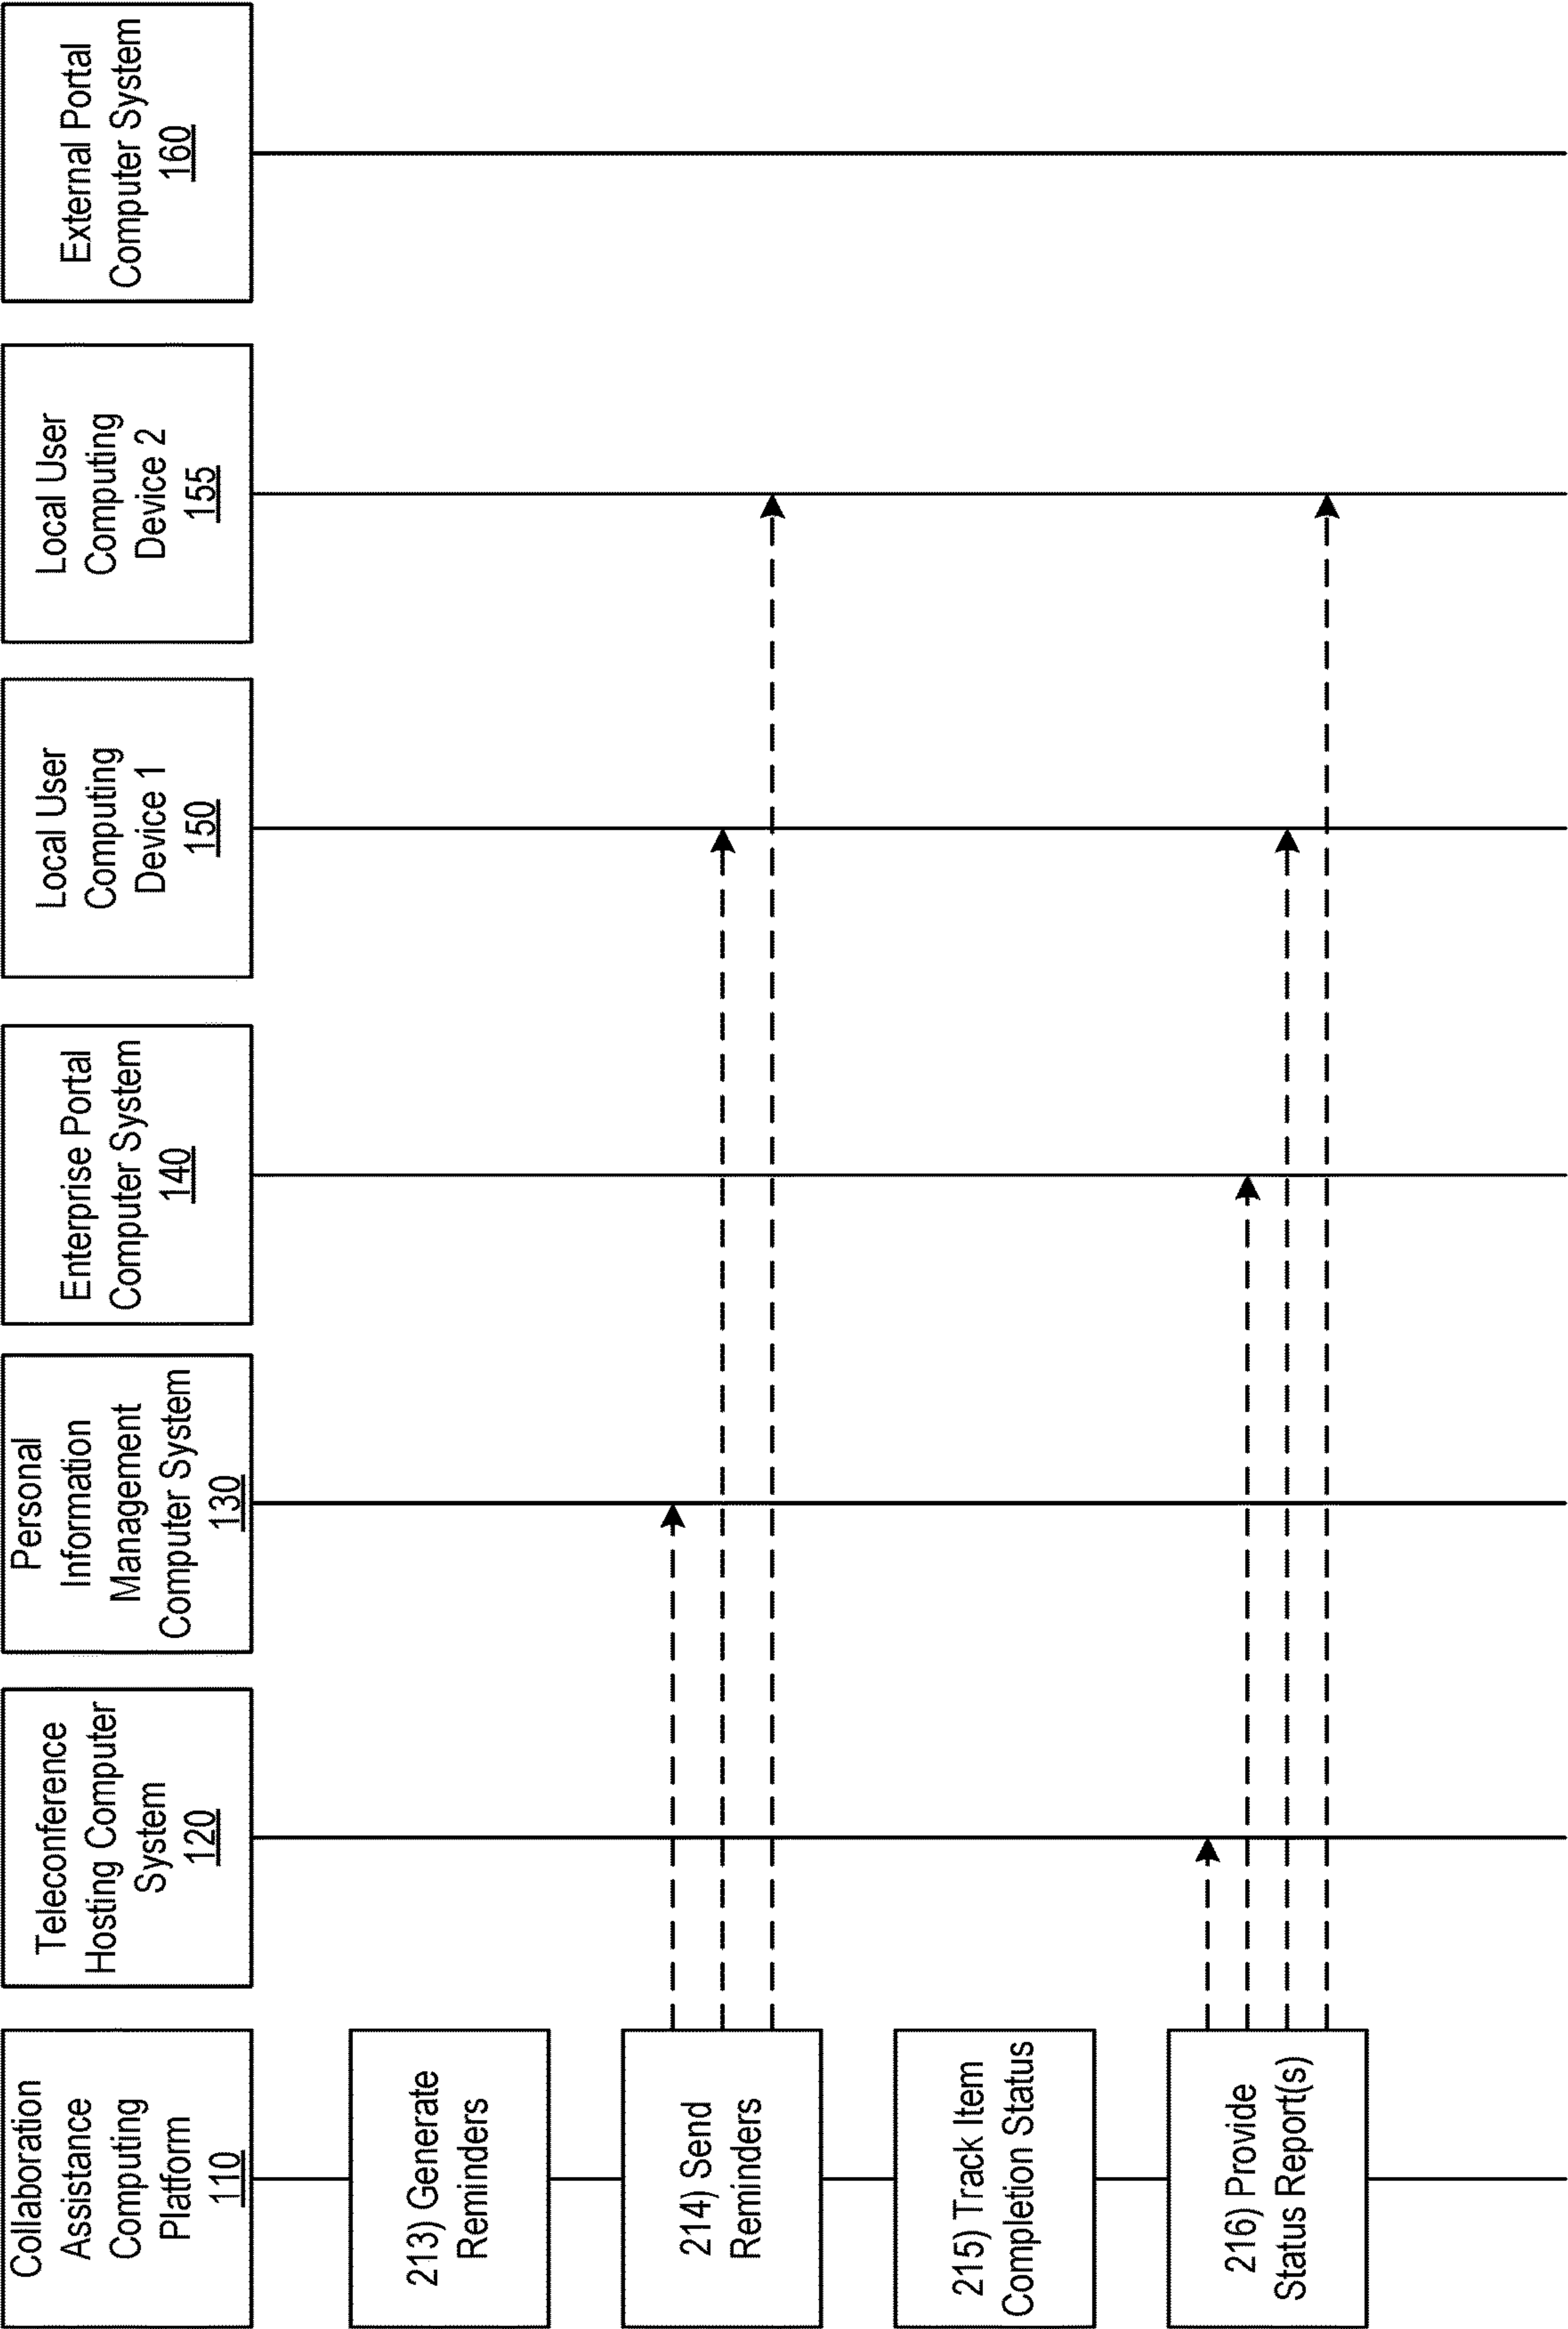 Collaboration
Assistance
Computing
Platform
110
Teleconference
Hosting Computer
System
120
Personal
Information
Management
Computer System
130
Enterprise Portal
Computer System
140
Local User
Computing
Device 1
150
Local User
Computing
Device 2
155
External Portal
Computer System
160
213) Generate
Reminders
214) Send
Reminders
215) Track Item
Completion Status
216) Provide
Status Report(s)